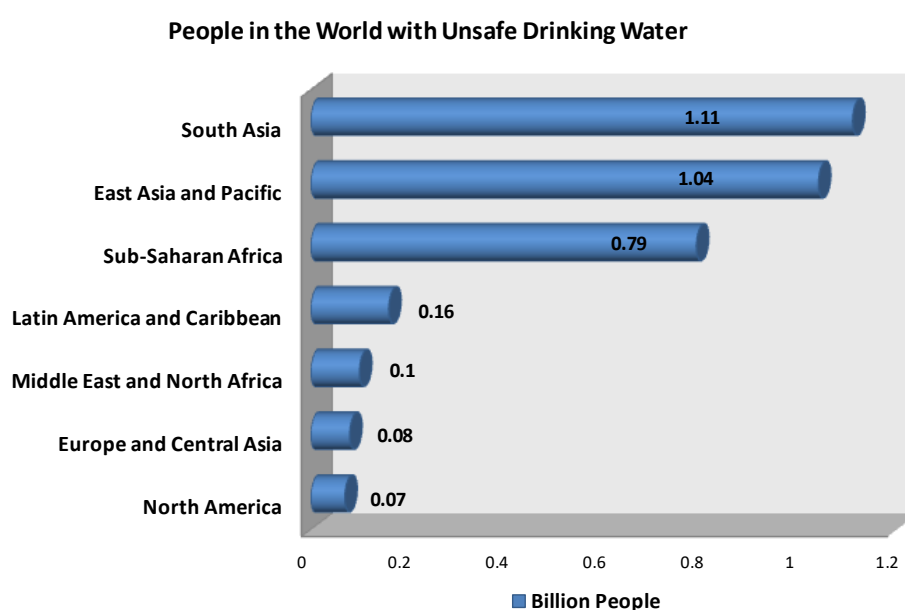 People in the World with Unsafe Drinking Water
South Asia
1.11
East Asia and Pacific
1.04
Sub-Saharan Africa
0.79
Latin America and Caribbean
0.16
Middle East and North Africa
0.1
Europe and Central Asia
0.08
North America
0.07
0 0.2 0.4 0.6 0.8 1 1.2
Billion People